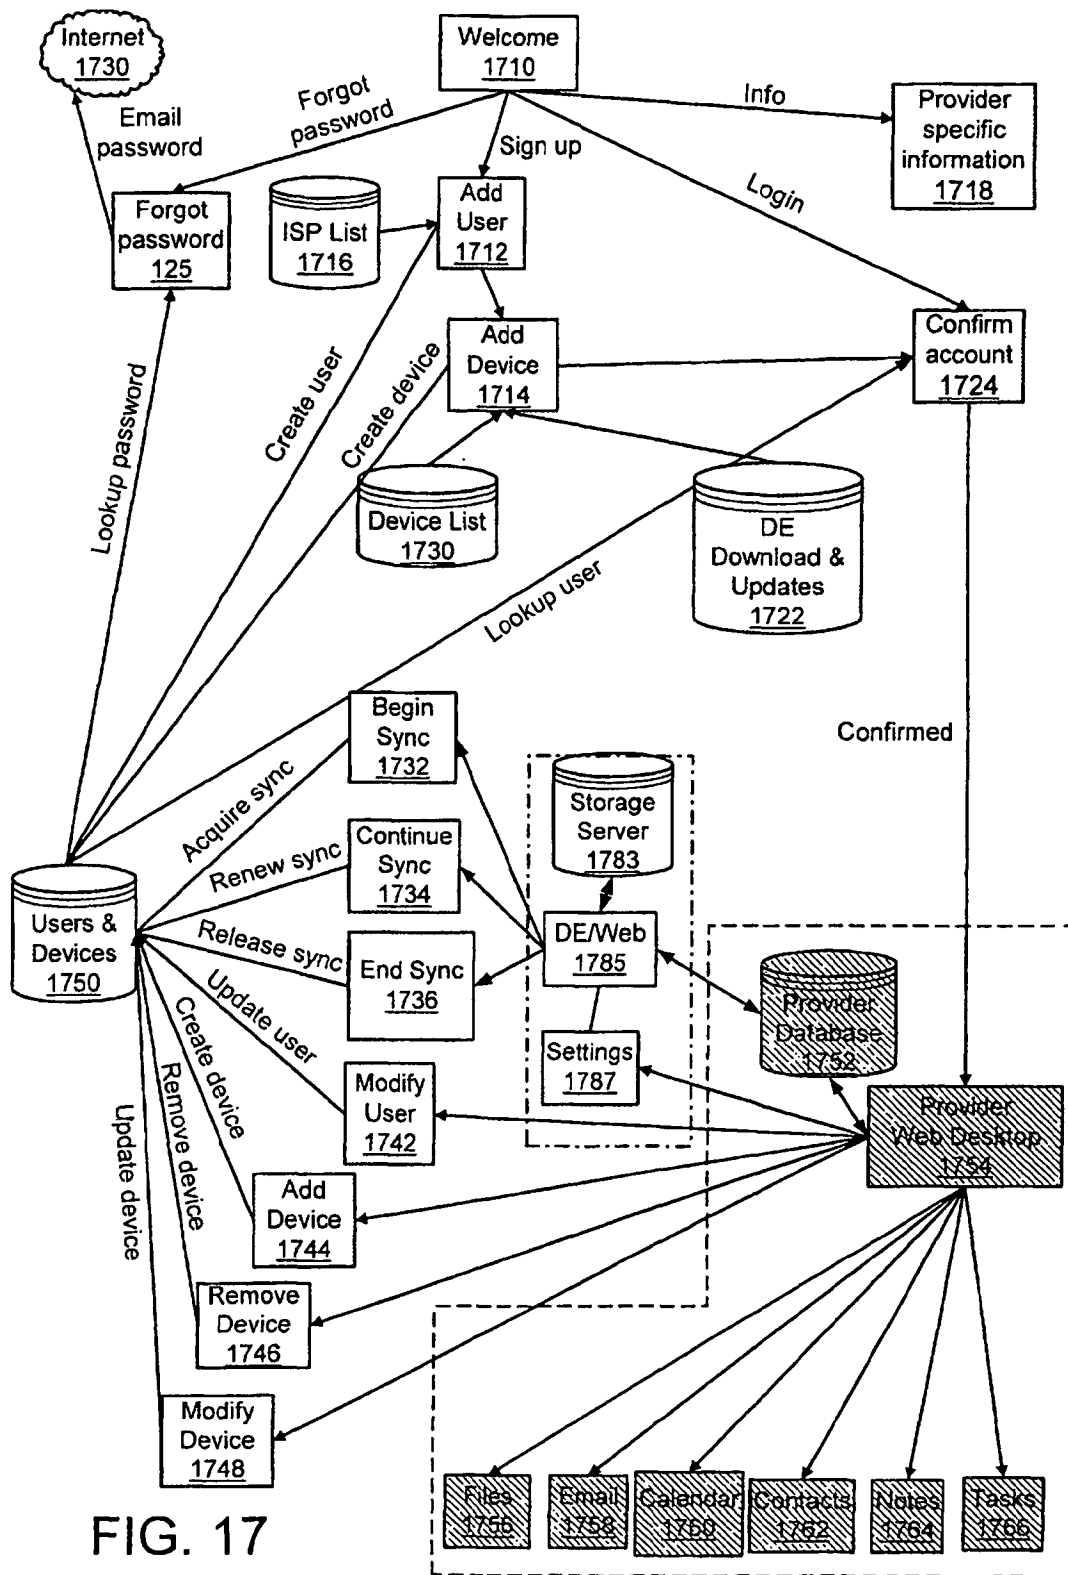 Internet
1730
Welcome
1710
Forgot
password
Info
Provider
specific
information
1718
Email
password
Sign up
Login
Forgot
password
125
ISP List
1716
Add
User
1712
Add
Device
1714
Confirm
account
1724
Lookup password
Create user
Create device
Device List
1730
DE
Download &
Updates
1722
Lookup user
Begin
Sync
1732
Confirmed
Acquire sync
Storage
Server
1783
Continue
Sync
1734
Renew sync
Users &
Devices
1750
Release sync
End Sync
1736
DE/Web
1785
Provider
Database
1752
Update user
Settings
1787
Create device
Modify
User
1742
Provider
Web Desktop
1754
Remove device
Update device
Add
Device
1744
Remove
Device
1746
Modify
Device
1748
Files
1756
Email
1758
Calendar
1760
Contacts
1762
Notes
1764
Tasks
1766
FIG. 17